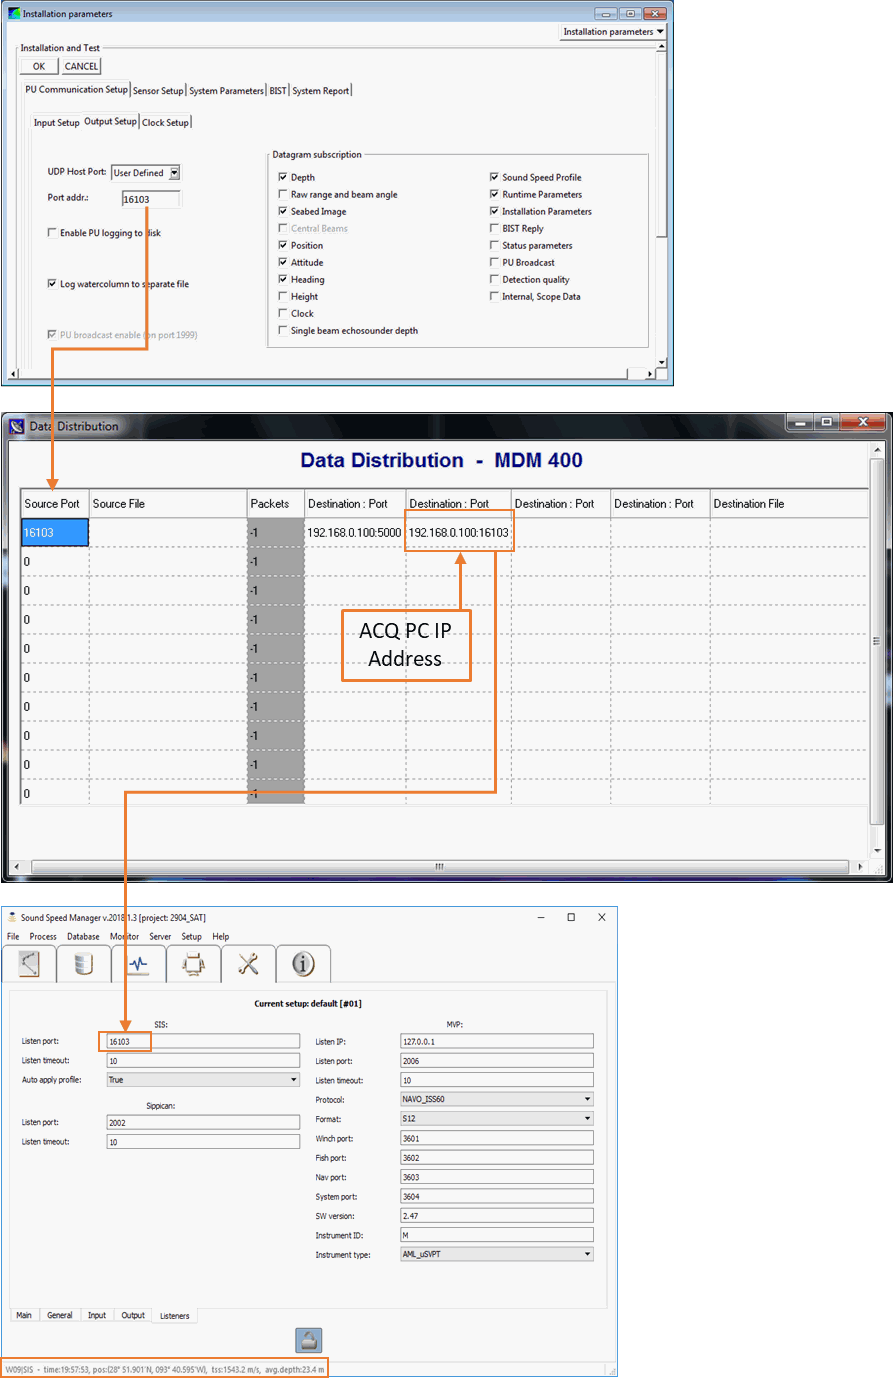 Installation parameters
Installation parameters
Installation and Test
OK CANCEL
PU Communication Setup Sensor Setup System Parameters BIST System Report
Input Setup Output Setup Clock Setup
Datagram subscription
UDP Host Port: User Defined
Port addr.: 16103
Enable PU logging to disk
Log watercolumn to separate file
PU broadcast enable (on port 1999)
Depth
Raw range and beam angle
Seabed Image
Central Beams
Position
Attitude
Heading
Height
Clock
Single beam echosounder depth
Sound Speed Profile
Runtime Parameters
Installation Parameters
BIST Reply
Status parameters
PU Broadcast
Detection quality
Internal, Scope Data
Data Distribution
Data Distribution - MDM 400
Source Port Source File Packets Destination : Port Destination : Port Destination : Port Destination : Port Destination File
16103 -1 192.168.0.100:5000 192.168.0.100:16103
0 -1
0 -1
0 -1
0 -1
0 -1
0 -1
0 -1
0 -1
0 -1
ACQ PC IP
Address
Sound Speed Manager v.2018.1.3 [project: 2904_SAT]
File Process Database Monitor Server Setup Help
Current setup: default [#01]
SIS:
Listen port: 16103
Listen timeout: 10
Auto apply profile: True
Sippican:
Listen port: 2002
Listen timeout: 10
MVP:
Listen IP: 127.0.0.1
Listen port: 2006
Listen timeout: 10
Protocol: NAVO_ISS60
Format: S12
Winch port: 3601
Fish port: 3602
Nav port: 3603
System port: 3604
SW version: 2.47
Instrument ID: M
Instrument type: AML_uSVPT
Main General Input Output Listeners
W09|SIS - time:19:57:53, pos:(28° 51.901'N, 093° 40.595'W), tss:1543.2 m/s, avg.depth:23.4 m